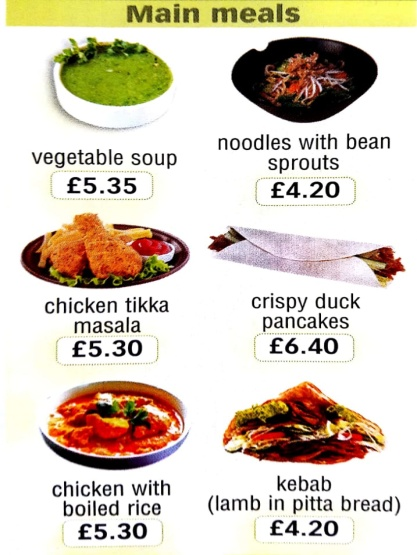 Main meals
vegetable soup
£5.35
noodles with bean
sprouts
£4.20
chicken tikka
masala
£5.30
crispy duck
pancakes
£6.40
chicken with
boiled rice
£5.30
kebab
(lamb in pitta bread)
£4.20